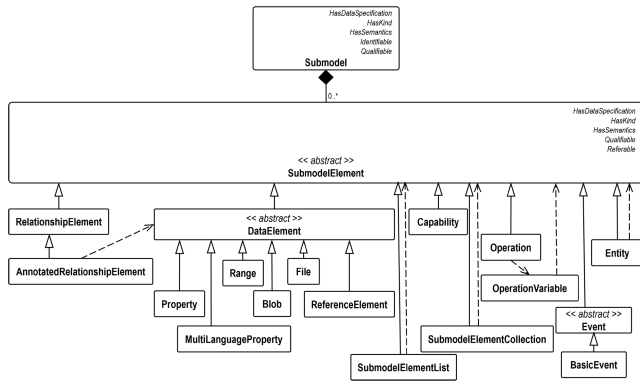 HasDataSpecification
HasKind
HasSemantics
Identifiable
Qualifiable
Submodel
0..*
HasDataSpecification
HasKind
HasSemantics
Qualifiable
Referable
<< abstract >>
SubmodelElement
RelationshipElement
<< abstract >>
DataElement
Capability
Operation
Entity
AnnotatedRelationshipElement
Range
File
OperationVariable
Property
Blob
ReferenceElement
<< abstract >>
Event
MultiLanguageProperty
SubmodelElementCollection
SubmodelElementList
BasicEvent